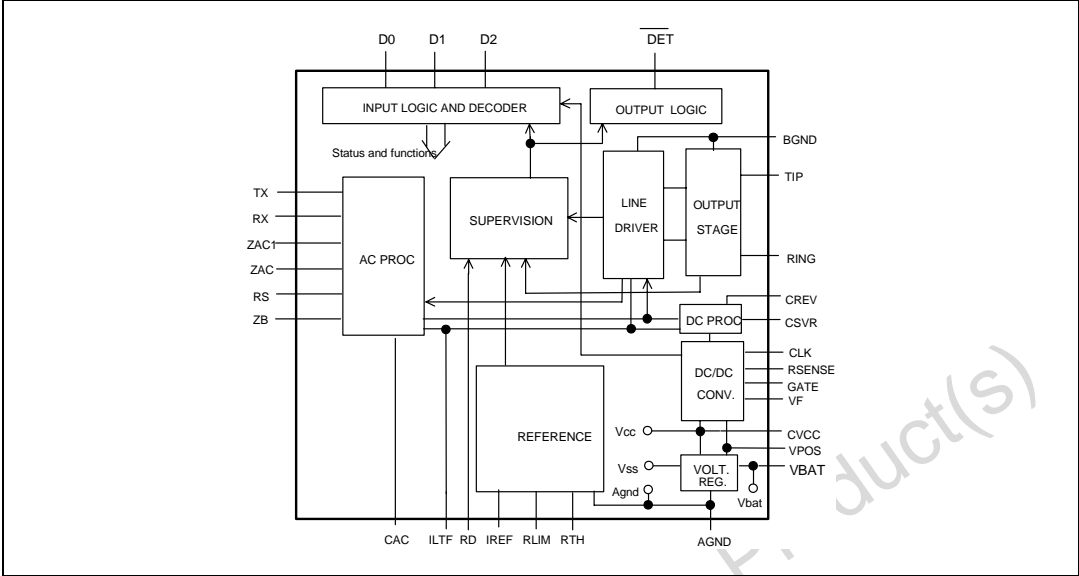 D0 D1 D2 DET
INPUT LOGIC AND DECODER
OUTPUT LOGIC
Status and functions
BGND
TIP
RING
CREV
CSVR
CLK
RSENSE
GATE
VF
CVCC
VPOS
VBAT
TX
RX
ZAC1
ZAC
RS
ZB
AC PROC
SUPERVISION
LINE
DRIVER
OUTPUT
STAGE
DC PROC
DC/DC
CONV.
REFERENCE
Vcc
Vss
Agnd
VOLT.
REG.
Vbat
CAC ILTF RD IREF RLIM RTH AGND
duct(s)